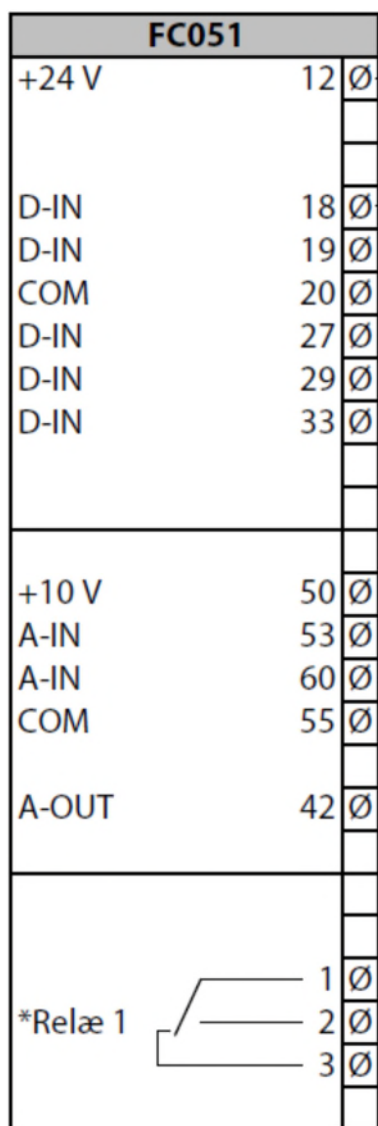 FC051
+24 V 12 Ø
D-IN 18 Ø
D-IN 19 Ø
COM 20 Ø
D-IN 27 Ø
D-IN 29 Ø
D-IN 33 Ø
+10 V 50 Ø
A-IN 53 Ø
A-IN 60 Ø
COM 55 Ø
A-OUT 42 Ø
1 Ø
*Relæ 1 2 Ø
3 Ø